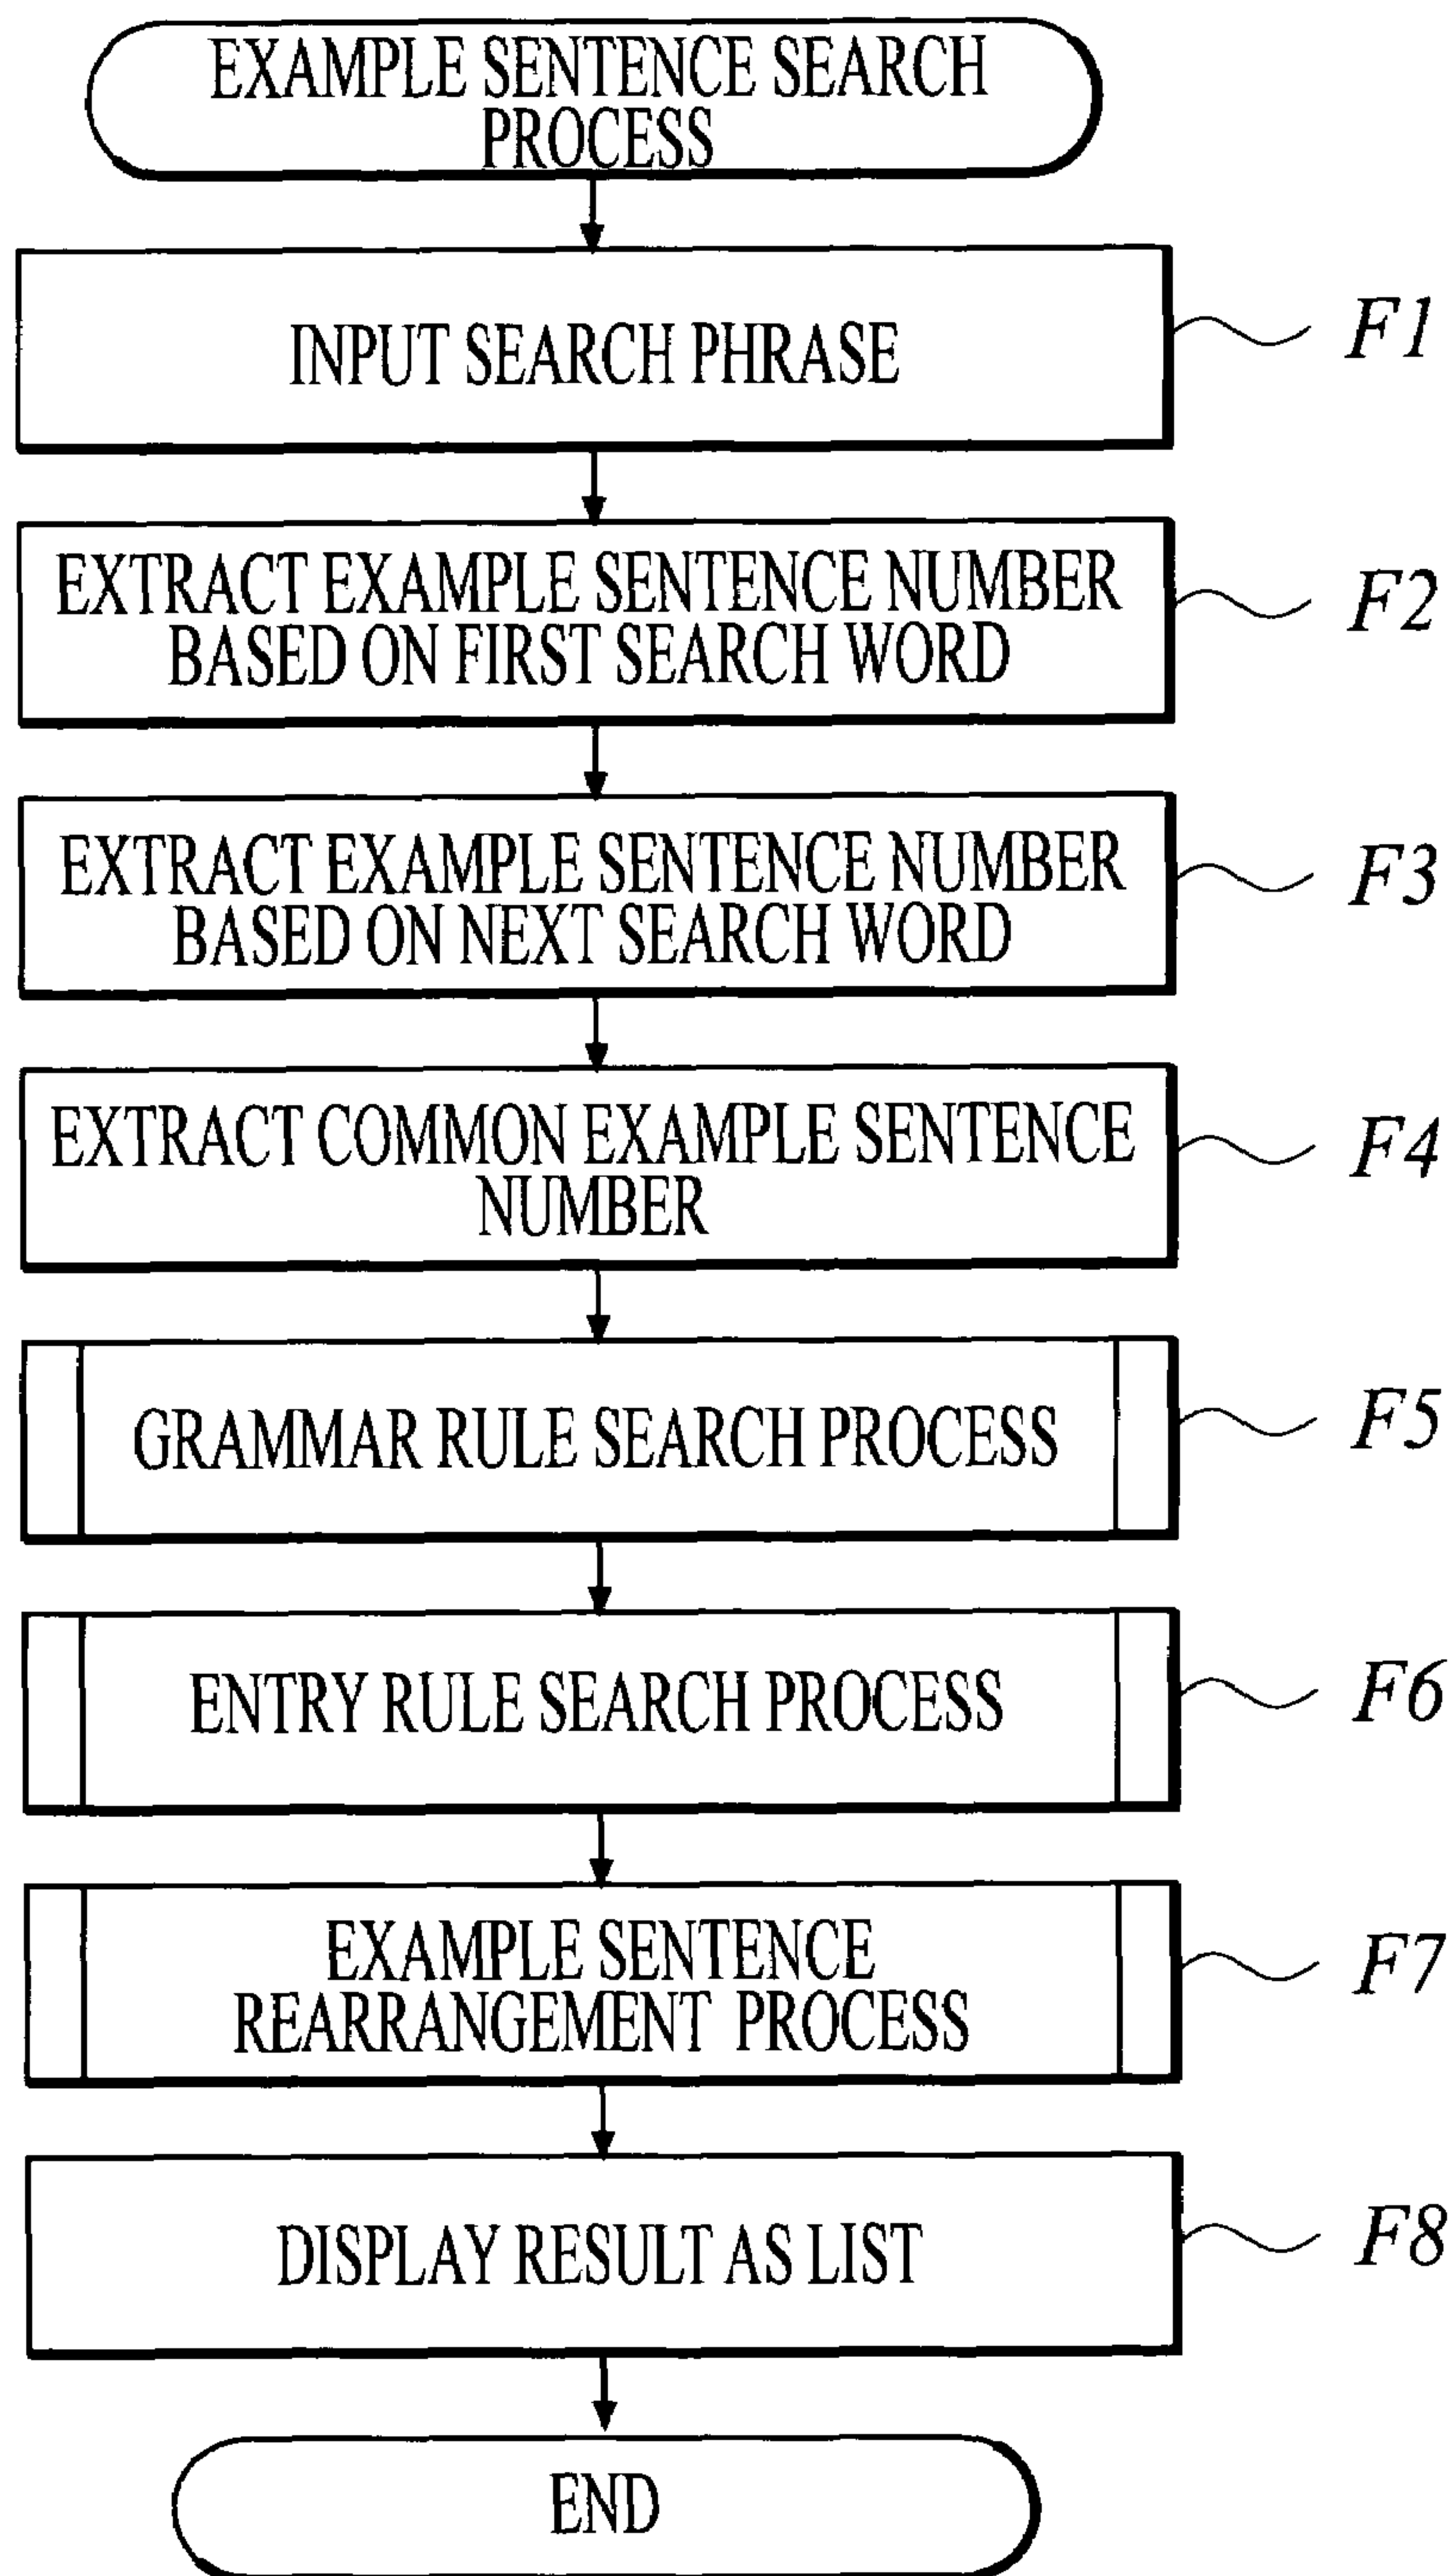 EXAMPLE SENTENCE SEARCH
PROCESS
INPUT SEARCH PHRASE
F1
EXTRACT EXAMPLE SENTENCE NUMBER
BASED ON FIRST SEARCH WORD
F2
EXTRACT EXAMPLE SENTENCE NUMBER
BASED ON NEXT SEARCH WORD
F3
EXTRACT COMMON EXAMPLE SENTENCE
NUMBER
F4
GRAMMAR RULE SEARCH PROCESS
F5
ENTRY RULE SEARCH PROCESS
F6
EXAMPLE SENTENCE
REARRANGEMENT PROCESS
F7
DISPLAY RESULT AS LIST
F8
END